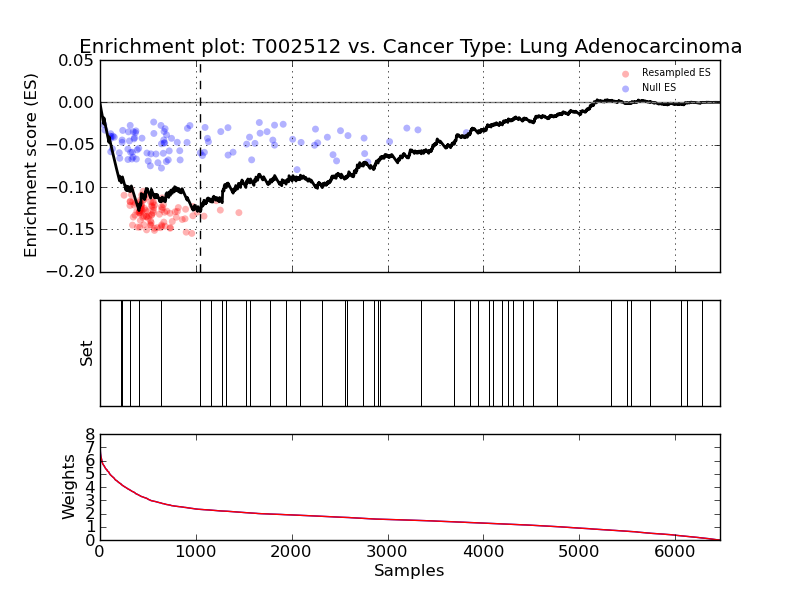 Enrichment plot: T002512 vs. Cancer Type: Lung Adenocarcinoma
0.05
0.00
−0.05
−0.10
−0.15
−0.20
Enrichment score (ES)
Resampled ES
Null ES
Set
8
7
6
5
4
3
2
1
0
Weights
0 1000 2000 3000 4000 5000 6000
Samples